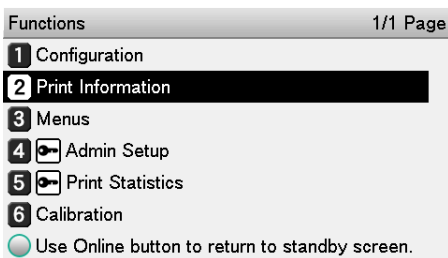 Functions 1/1 Page
1 Configuration
2 Print Information
3 Menus
4 Admin Setup
5 Print Statistics
6 Calibration
Use Online button to return to standby screen.